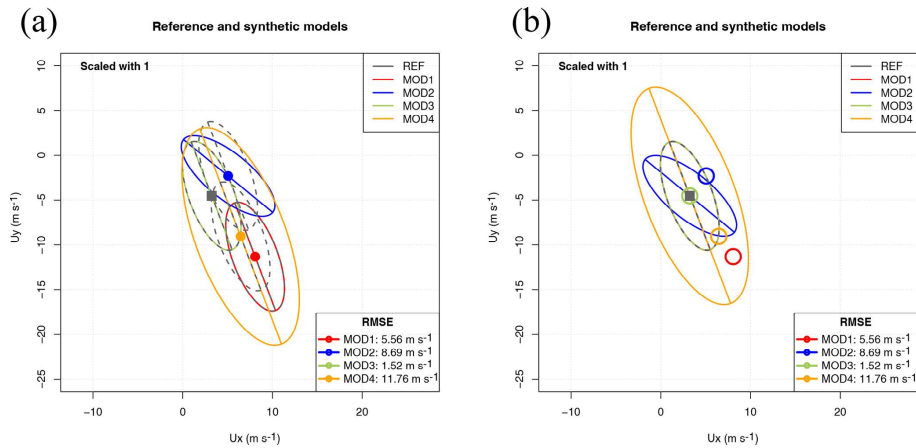 (a)
Reference and synthetic models
Scaled with 1
REF
MOD1
MOD2
MOD3
MOD4
10
5
0
−5
−10
−15
−20
−25
Uy (m s⁻¹)
RMSE
MOD1: 5.56 m s⁻¹
MOD2: 8.69 m s⁻¹
MOD3: 1.52 m s⁻¹
MOD4: 11.76 m s⁻¹
−10
0
10
20
Ux (m s⁻¹)
(b)
Reference and synthetic models
Scaled with 1
REF
MOD1
MOD2
MOD3
MOD4
10
5
0
−5
−10
−15
−20
−25
Uy (m s⁻¹)
RMSE
MOD1: 5.56 m s⁻¹
MOD2: 8.69 m s⁻¹
MOD3: 1.52 m s⁻¹
MOD4: 11.76 m s⁻¹
−10
0
10
20
Ux (m s⁻¹)